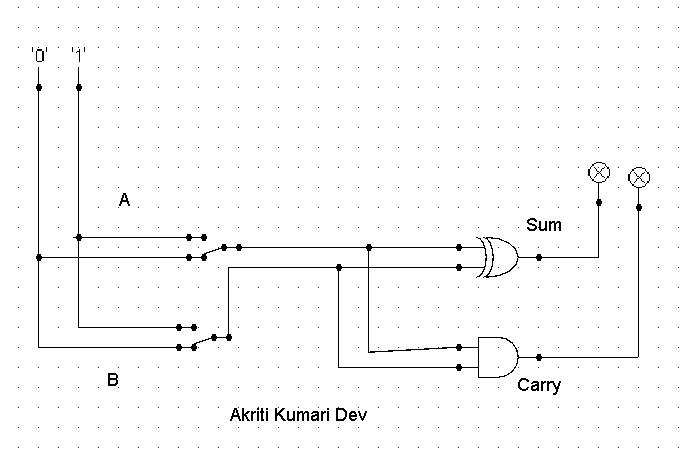 '0' '1'
A
Sum
B
Carry
Akriti Kumari Dev